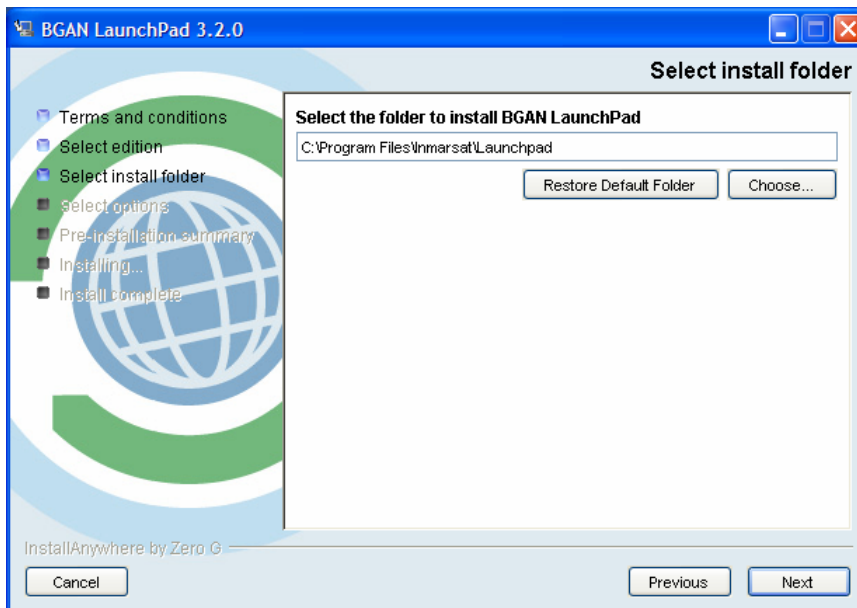 BGAN LaunchPad 3.2.0
Select install folder
Terms and conditions
Select edition
Select install folder
Select options
Pre-installation summary
Installing...
Install complete
Select the folder to install BGAN LaunchPad
C:\Program Files\Inmarsat\Launchpad
Restore Default Folder
Choose...
InstallAnywhere by Zero G
Cancel
Previous
Next